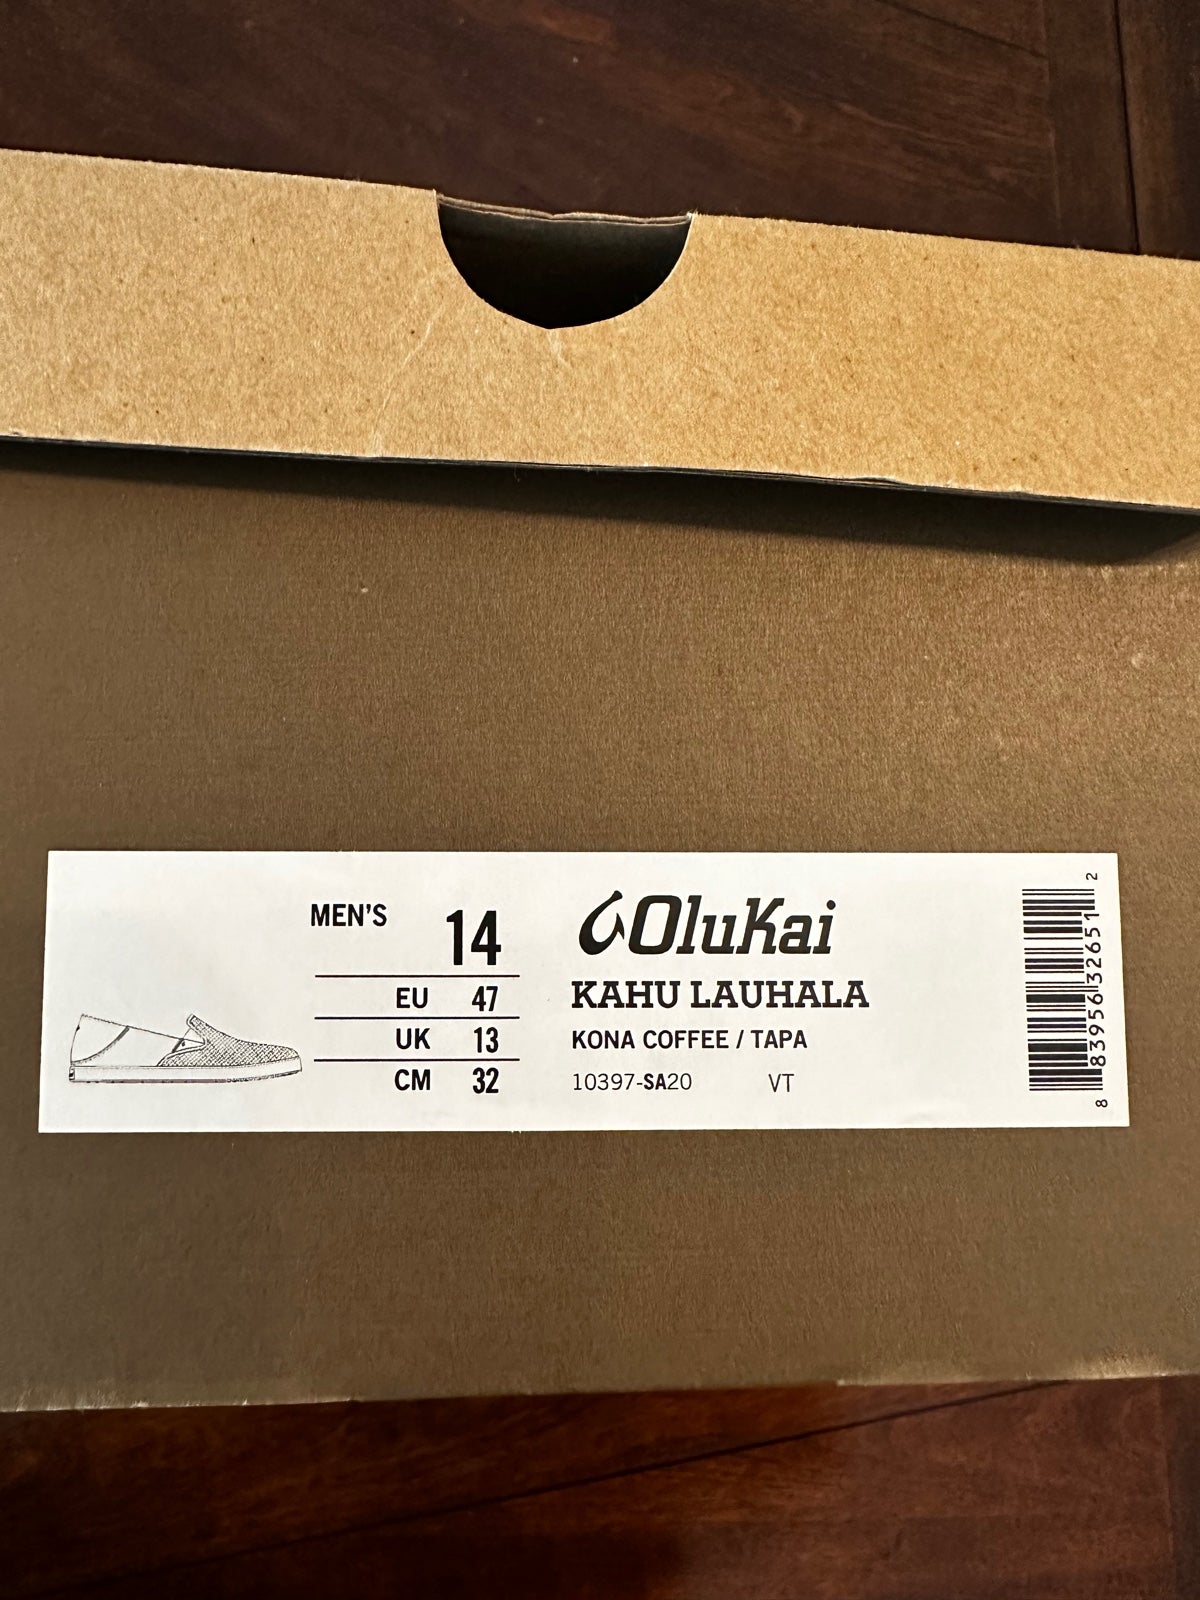 MEN'S 14
EU 47
UK 13
CM 32
OluKai
KAHU LAUHALA
KONA COFFEE / TAPA
10397-SA20 VT
8 83956 32651 2